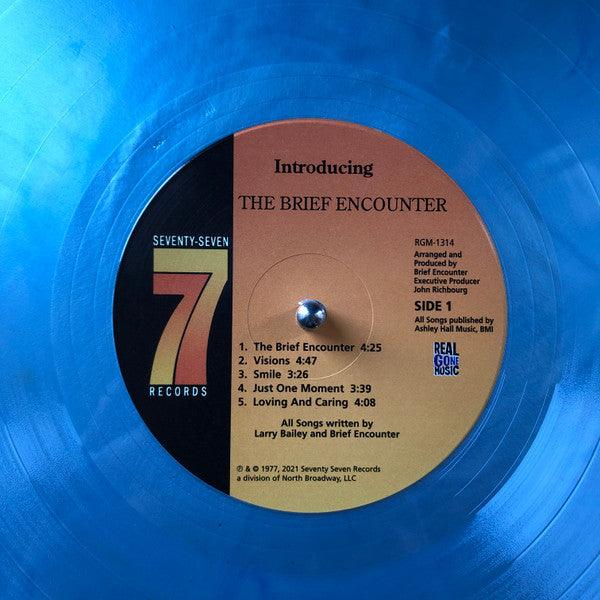 Introducing
THE BRIEF ENCOUNTER
SEVENTY-SEVEN
7
RECORDS
RGM-1314
Arranged and
Produced by
Brief Encounter
Executive Producer
John Richbourg
SIDE 1
All Songs published by
Ashley Hall Music, BMI
REAL
GONE
MUSIC
1. The Brief Encounter 4:25
2. Visions 4:47
3. Smile 3:26
4. Just One Moment 3:39
5. Loving And Caring 4:08
All Songs written by
Larry Bailey and Brief Encounter
℗ & © 1977, 2021 Seventy Seven Records
a division of North Broadway, LLC